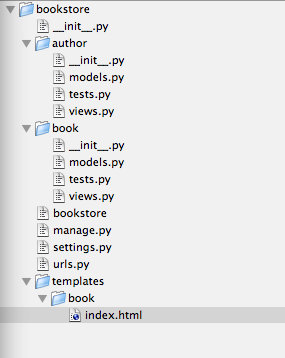 bookstore
__init__.py
author
__init__.py
models.py
tests.py
views.py
book
__init__.py
models.py
tests.py
views.py
bookstore
manage.py
settings.py
urls.py
templates
book
index.html